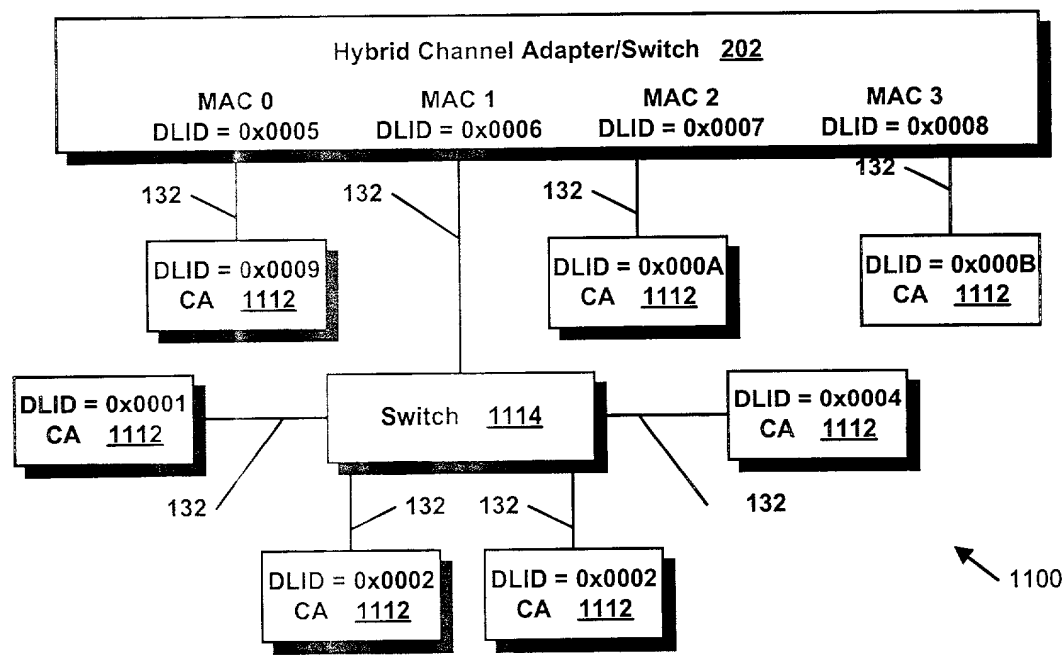 Hybrid Channel Adapter/Switch 202
MAC 0 MAC 1 MAC 2 MAC 3
DLID = 0x0005 DLID = 0x0006 DLID = 0x0007 DLID = 0x0008
132 132 132 132
DLID = 0x0009
CA 1112
DLID = 0x000A
CA 1112
DLID = 0x000B
CA 1112
DLID = 0x0001
CA 1112
Switch 1114
DLID = 0x0004
CA 1112
132 132 132 132
DLID = 0x0002
CA 1112
DLID = 0x0002
CA 1112
1100